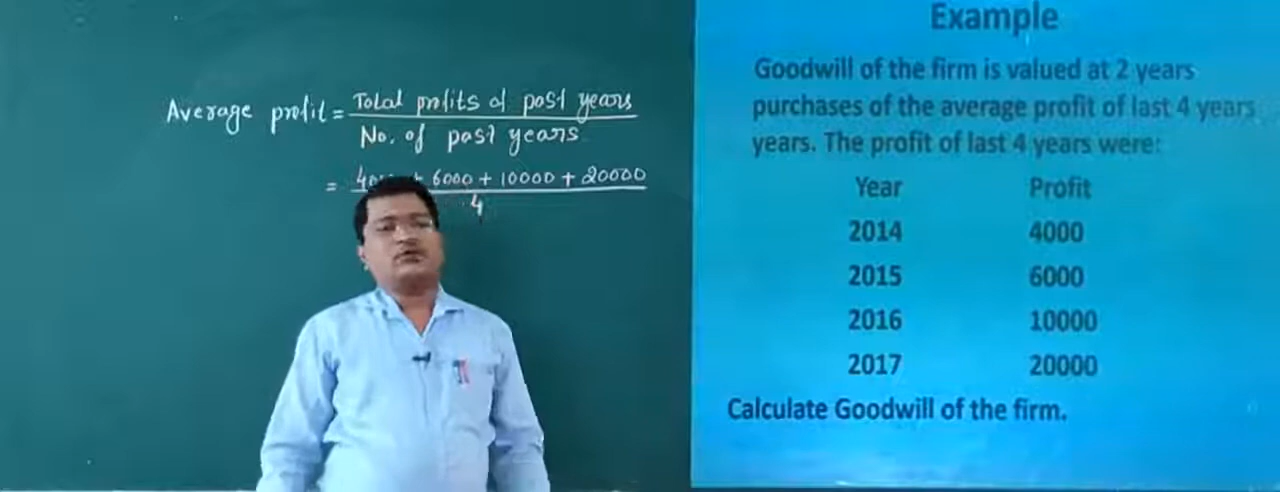 Average profit = Total profits of past years
No. of past years
= + 6000 + 10000 + 20000
4
Example
Goodwill of the firm is valued at 2 years
purchases of the average profit of last 4 years
years. The profit of last 4 years were:
Year Profit
2014 4000
2015 6000
2016 10000
2017 20000
Calculate Goodwill of the firm.